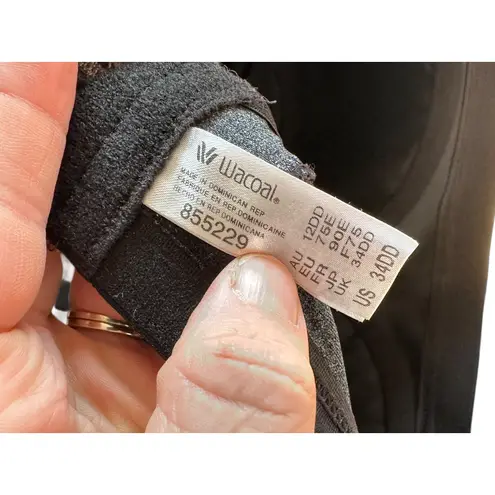 Wacoal®
MADE IN DOMINICAN REP.
FABRIQUE EN REP. DOMINICAINE
HECHO EN REP. DOMINICANA
855229
AU 12DD
EU 75E
FR 90E
JP F75
UK 34DD
US 34DD